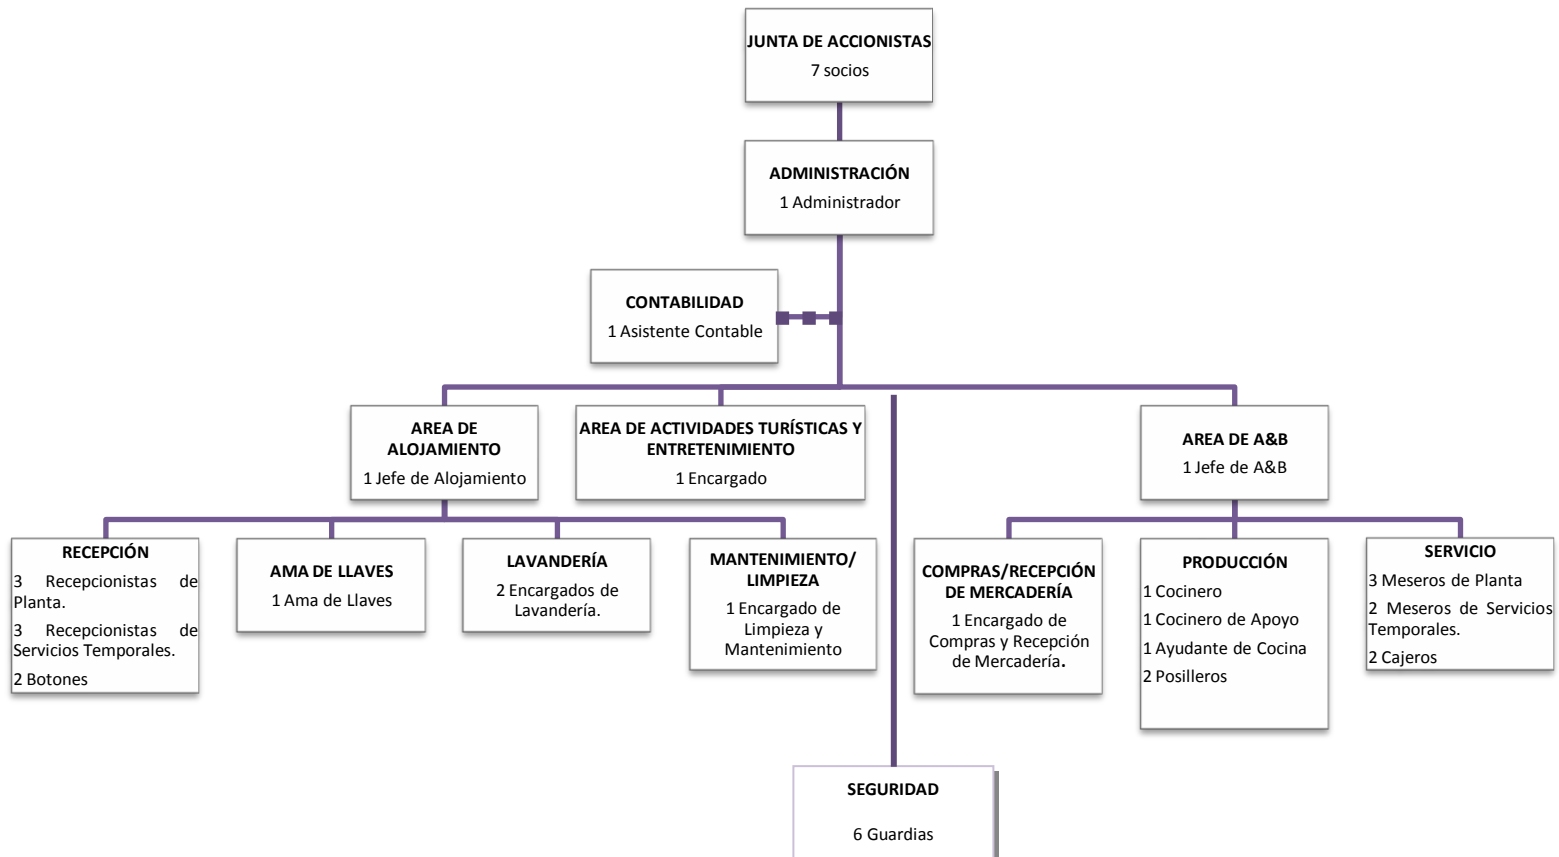 JUNTA DE ACCIONISTAS
7 socios
ADMINISTRACIÓN
1 Administrador
CONTABILIDAD
1 Asistente Contable
AREA DE
ALOJAMIENTO
1 Jefe de Alojamiento
AREA DE ACTIVIDADES TURÍSTICAS Y
ENTRETENIMIENTO
1 Encargado
AREA DE A&B
1 Jefe de A&B
RECEPCIÓN
3 Recepcionistas de
Planta.
3 Recepcionistas de
Servicios Temporales.
2 Botones
AMA DE LLAVES
1 Ama de Llaves
LAVANDERÍA
2 Encargados de
Lavandería.
MANTENIMIENTO/
LIMPIEZA
1 Encargado de
Limpieza y
Mantenimiento
COMPRAS/RECEPCIÓN
DE MERCADERÍA
1 Encargado de
Compras y Recepción
de Mercadería.
PRODUCCIÓN
1 Cocinero
1 Cocinero de Apoyo
1 Ayudante de Cocina
2 Posilleros
SERVICIO
3 Meseros de Planta
2 Meseros de Servicios
Temporales.
2 Cajeros
SEGURIDAD
6 Guardias